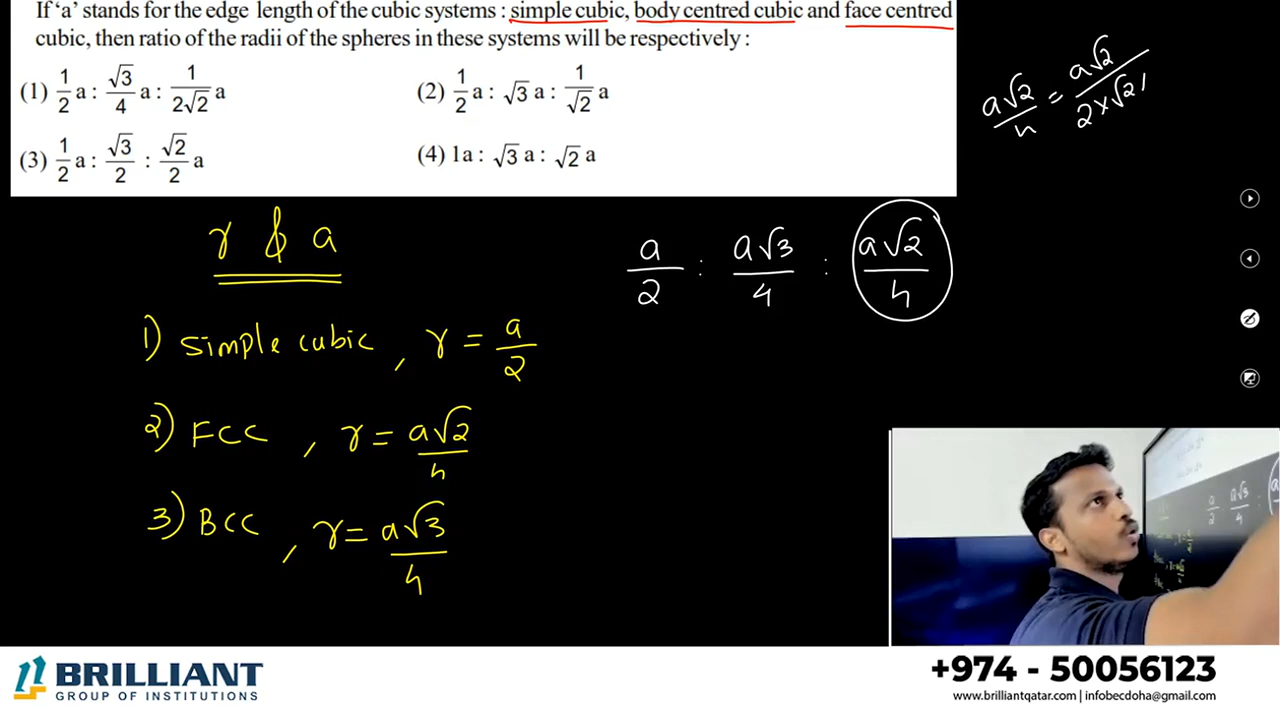 If ‘a’ stands for the edge length of the cubic systems : simple cubic, body centred cubic and face centred
cubic, then ratio of the radii of the spheres in these systems will be respectively :
(1) 1/2 a : √3/4 a : 1/2√2 a
(2) 1/2 a : √3 a : 1/√2 a
(3) 1/2 a : √3/2 : √2/2 a
(4) 1a : √3 a : √2 a
a√2/4 = a√2/2×√2×
r & a
a/2 : a√3/4 : a√2/4
1) Simple cubic, r = a/2
2) FCC, r = a√2/4
3) BCC, r = a√3/4
BRILLIANT
GROUP OF INSTITUTIONS
+974 - 50056123
www.brilliantqatar.com | infobecdoha@gmail.com